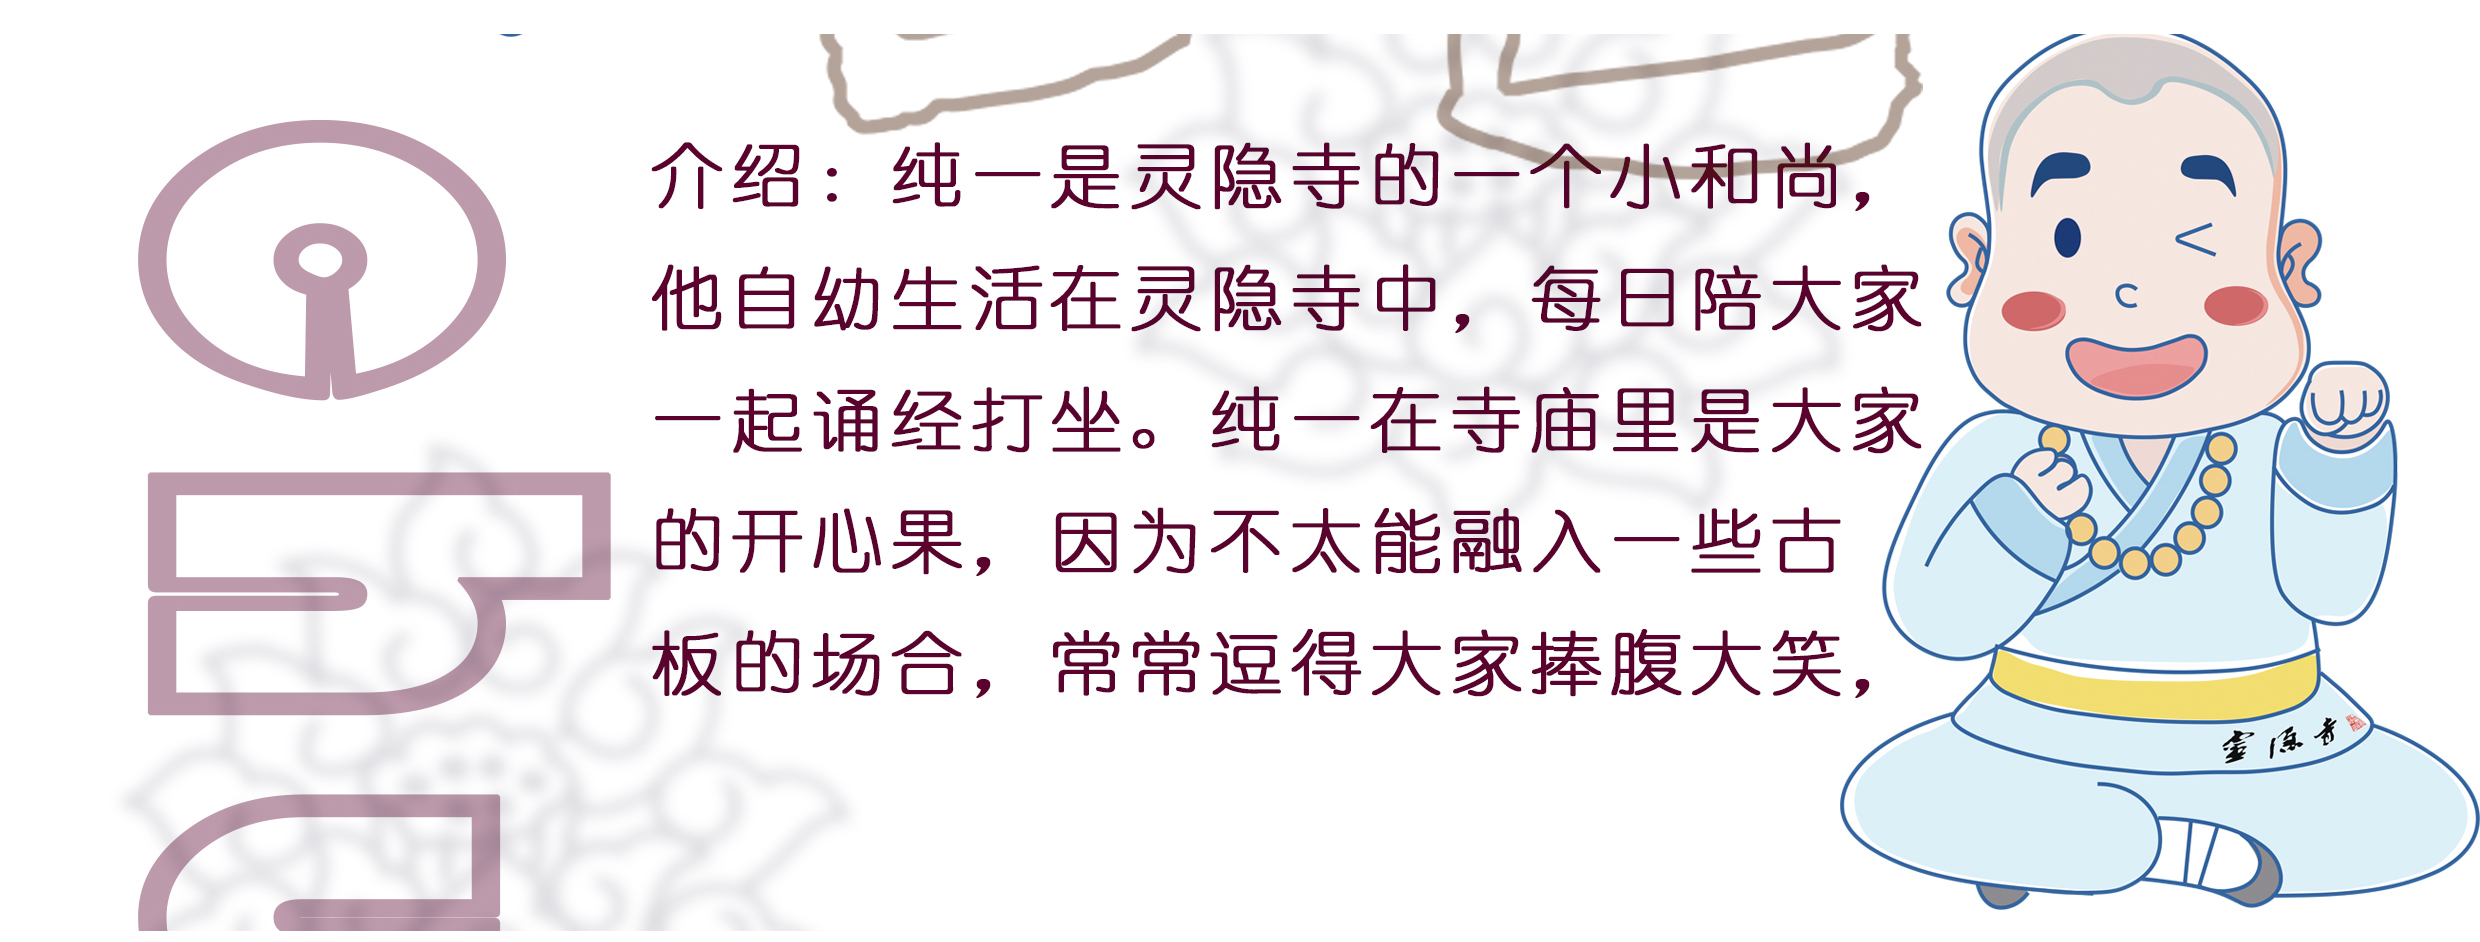 介绍：纯一是灵隐寺的一个小和尚，
他自幼生活在灵隐寺中，每日陪大家
一起诵经打坐。纯一在寺庙里是大家
的开心果，因为不太能融入一些古
板的场合，常常逗得大家捧腹大笑，
靈隱寺